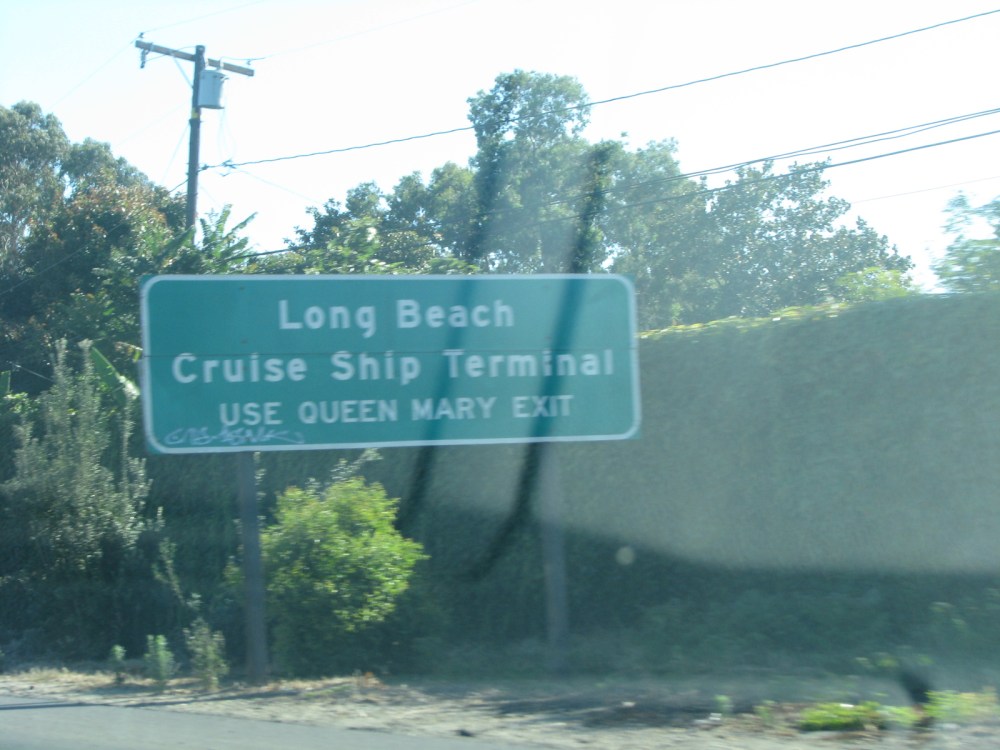 Long Beach
Cruise Ship Terminal
USE QUEEN MARY EXIT